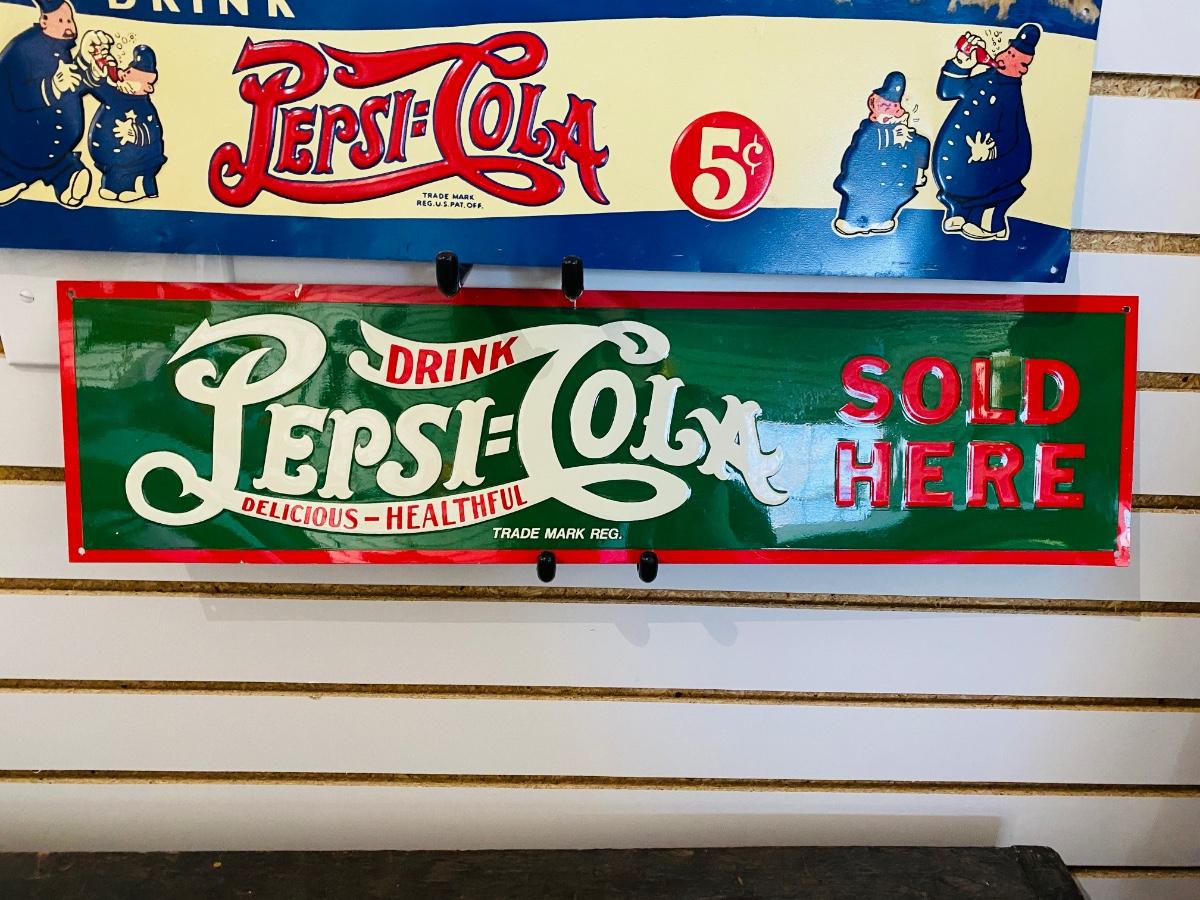 DRINK
PEPSI=COLA
TRADE MARK
REG.U.S.PAT.OFF.
5¢
DRINK
PEPSI=COLA
DELICIOUS-HEALTHFUL
TRADE MARK REG.
SOLD
HERE